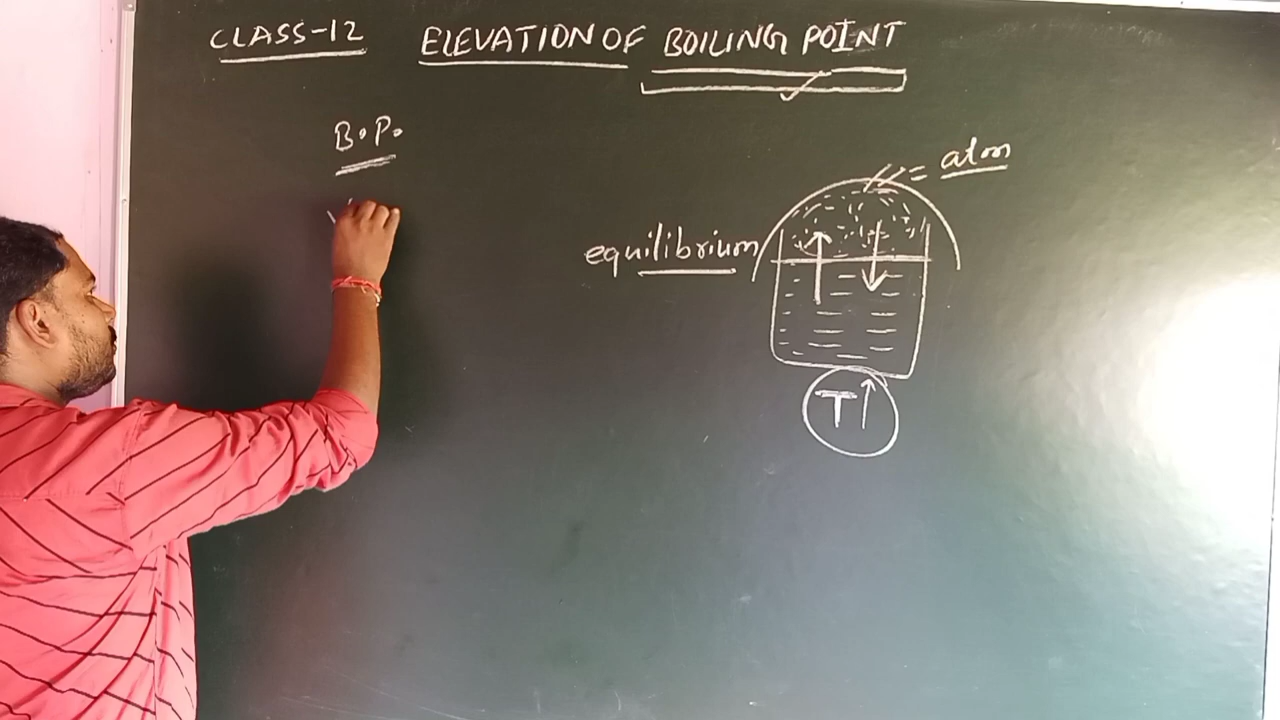 CLASS-12 ELEVATION OF BOILING POINT
B.P.
= atm
equilibrium
T↑